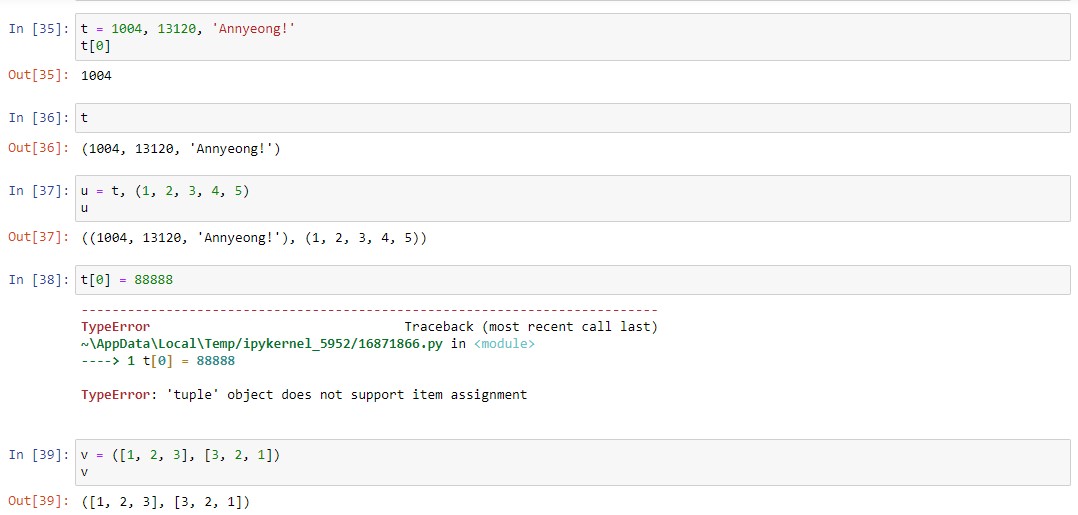 In [35]: t = 1004, 13120, 'Annyeong!'
t[0]
Out[35]: 1004
In [36]: t
Out[36]: (1004, 13120, 'Annyeong!')
In [37]: u = t, (1, 2, 3, 4, 5)
u
Out[37]: ((1004, 13120, 'Annyeong!'), (1, 2, 3, 4, 5))
In [38]: t[0] = 88888
---------------------------------------------------------------------------
TypeError                                 Traceback (most recent call last)
~\AppData\Local\Temp/ipykernel_5952/16871866.py in <module>
----> 1 t[0] = 88888
TypeError: 'tuple' object does not support item assignment
In [39]: v = ([1, 2, 3], [3, 2, 1])
v
Out[39]: ([1, 2, 3], [3, 2, 1])